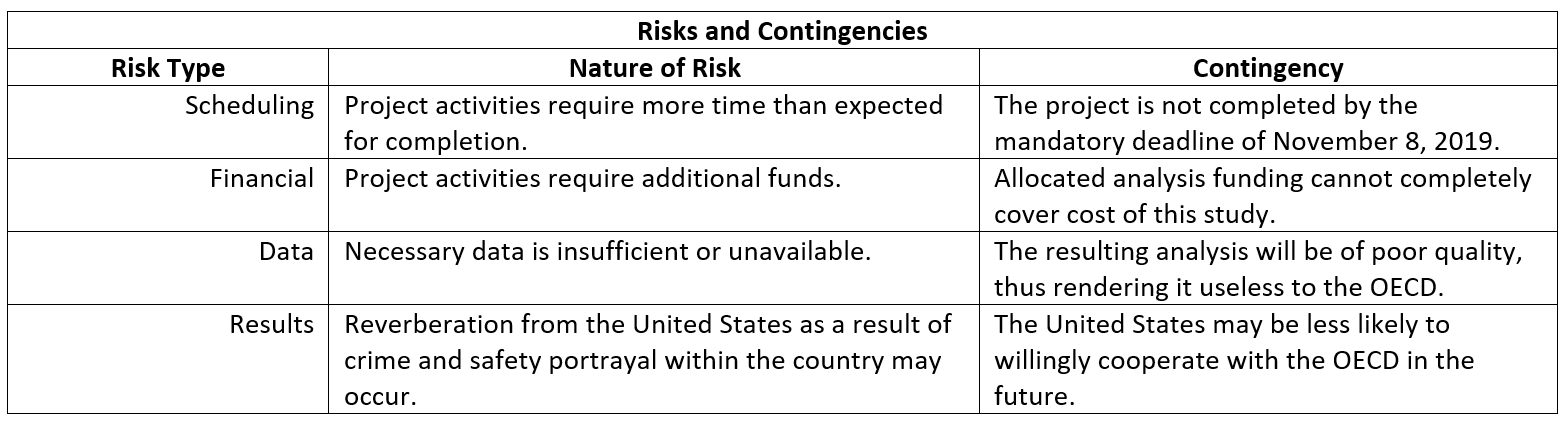 Risks and Contingencies
Risk Type Nature of Risk Contingency
Scheduling Project activities require more time than expected The project is not completed by the
for completion. mandatory deadline of November 8, 2019.
Financial Project activities require additional funds. Allocated analysis funding cannot completely
cover cost of this study.
Data Necessary data is insufficient or unavailable. The resulting analysis will be of poor quality,
thus rendering it useless to the OECD.
Results Reverberation from the United States as a result of The United States may be less likely to
crime and safety portrayal within the country may willingly cooperate with the OECD in the
occur. future.